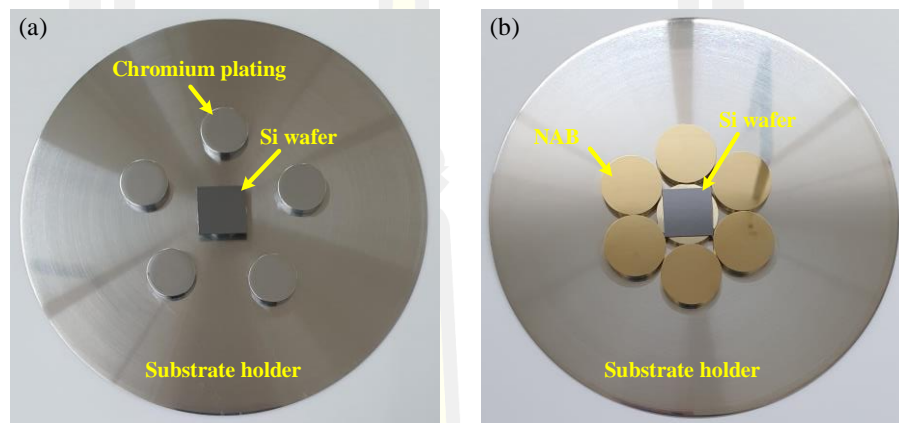 (a)
Chromium plating
Si wafer
Substrate holder
(b)
NAB
Si wafer
Substrate holder